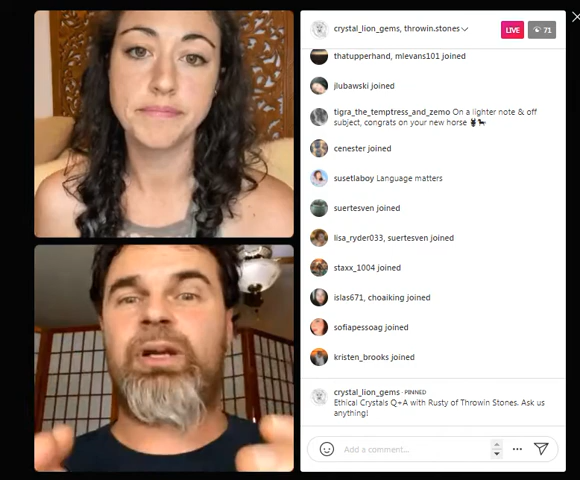 crystal_lion_gems, throwin.stones
LIVE
71
thatupperhand, mlevans101 joined
jlubawski joined
tigra_the_temptress_and_zemo On a lighter note & off
subject, congrats on your new horse
cenester joined
susetlaboy Language matters
suertesven joined
lisa_ryder033, suertesven joined
staxx_1004 joined
islas671, choaiking joined
sofiapessoag joined
kristen_brooks joined
crystal_lion_gems · PINNED
Ethical Crystals Q+A with Rusty of Throwin Stones. Ask us
anything!
Add a comment...